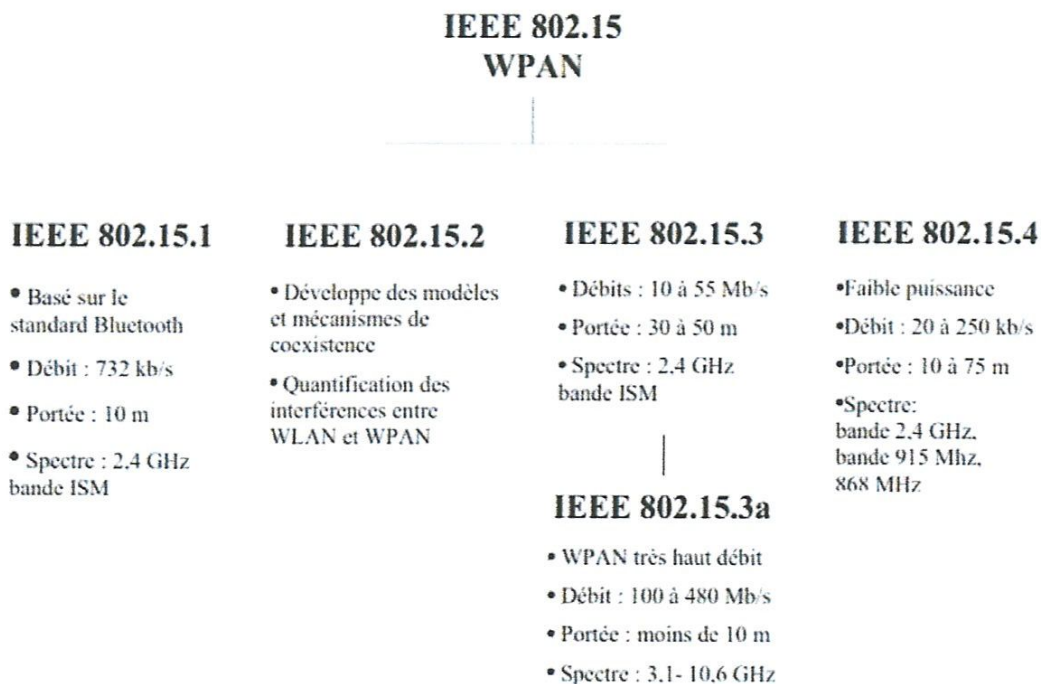 IEEE 802.15
WPAN
IEEE 802.15.1
• Basé sur le
standard Bluetooth
• Débit : 732 kb/s
• Portée : 10 m
• Spectre : 2,4 GHz
bande ISM
IEEE 802.15.2
• Développe des modèles
et mécanismes de
coexistence
• Quantification des
interférences entre
WLAN et WPAN
IEEE 802.15.3
• Débits : 10 à 55 Mb/s
• Portée : 30 à 50 m
• Spectre : 2,4 GHz
bande ISM
IEEE 802.15.3a
• WPAN très haut débit
• Débit : 100 à 480 Mb/s
• Portée : moins de 10 m
• Spectre : 3,1- 10,6 GHz
IEEE 802.15.4
•Faible puissance
•Débit : 20 à 250 kb/s
•Portée : 10 à 75 m
•Spectre:
bande 2,4 GHz,
bande 915 Mhz,
868 MHz